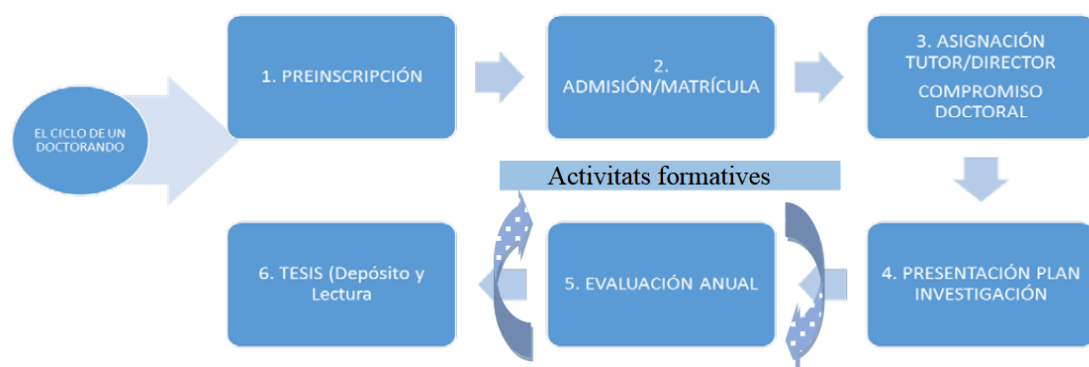 EL CICLO DE UN
DOCTORANDO
1. PREINSCRIPCIÓN
2.
ADMISIÓN/MATRÍCULA
3. ASIGNACIÓN
TUTOR/DIRECTOR
COMPROMISO
DOCTORAL
Activitats formatives
4. PRESENTACIÓN PLAN
INVESTIGACIÓN
5. EVALUACIÓN ANUAL
6. TESIS (Depósito y
Lectura